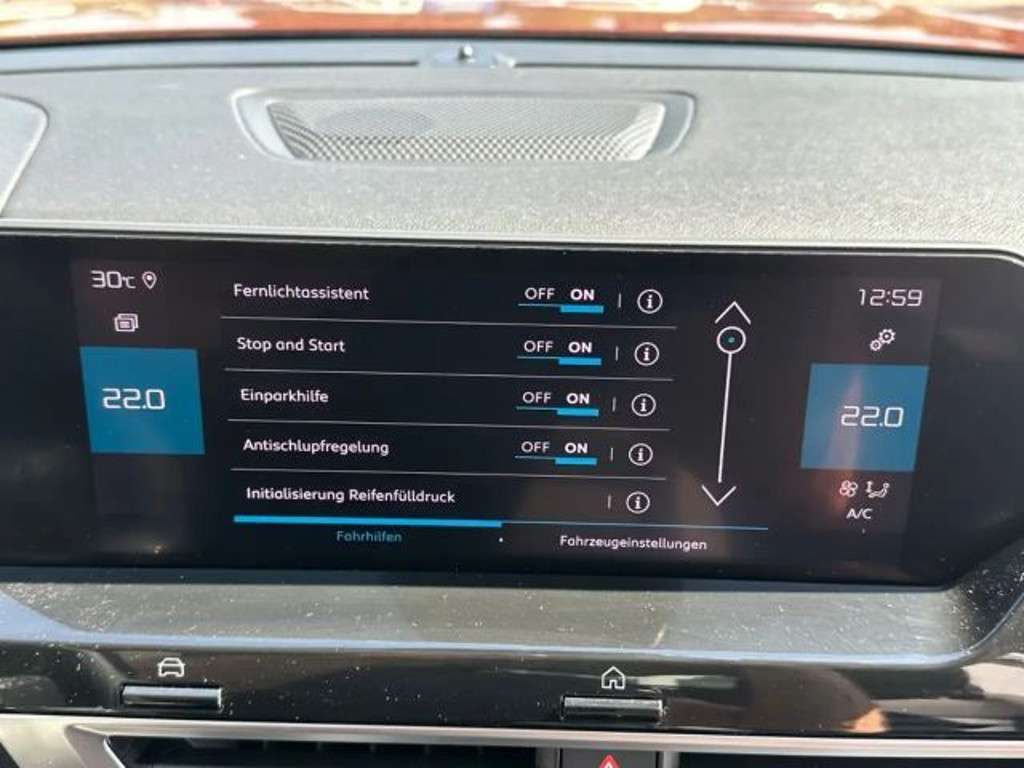 30°C
12:59
22.0
22.0
A/C
Fernlichtassistent OFF ON
Stop and Start OFF ON
Einparkhilfe OFF ON
Antischlupfregelung OFF ON
Initialisierung Reifenfülldruck
Fahrhilfen Fahrzeugeinstellungen